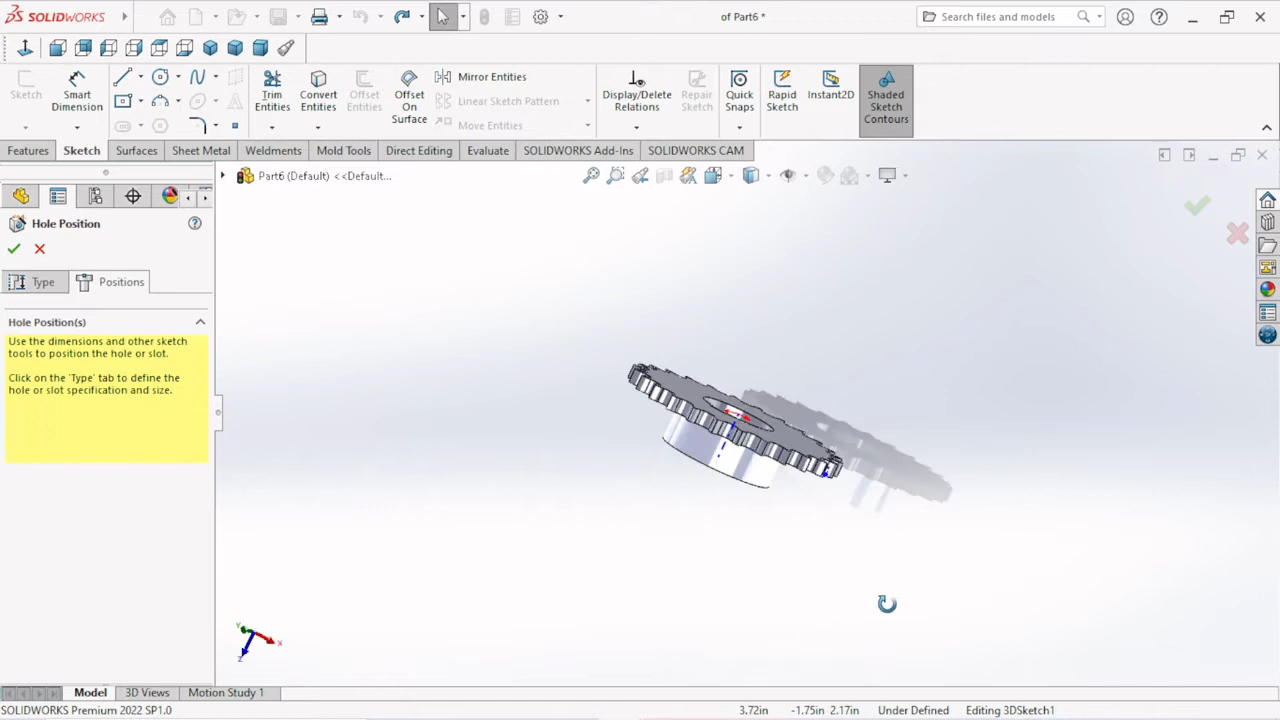 SOLIDWORKS
of Part6 *
Search files and models
Sketch
Smart Dimension
Trim Entities
Convert Entities
Offset Entities
Offset On Surface
Mirror Entities
Linear Sketch Pattern
Move Entities
Display/Delete Relations
Repair Sketch
Quick Snaps
Rapid Sketch
Instant2D
Shaded Sketch Contours
Features
Sketch
Surfaces
Sheet Metal
Weldments
Mold Tools
Direct Editing
Evaluate
SOLIDWORKS Add-Ins
SOLIDWORKS CAM
Part6 (Default) <<Default...
Hole Position
Type
Positions
Hole Position(s)
Use the dimensions and other sketch
tools to position the hole or slot.
Click on the 'Type' tab to define the
hole or slot specification and size.
Y
X
Z
Model
3D Views
Motion Study 1
SOLIDWORKS Premium 2022 SP1.0
3.72in
-1.75in
2.17in
Under Defined
Editing 3DSketch1